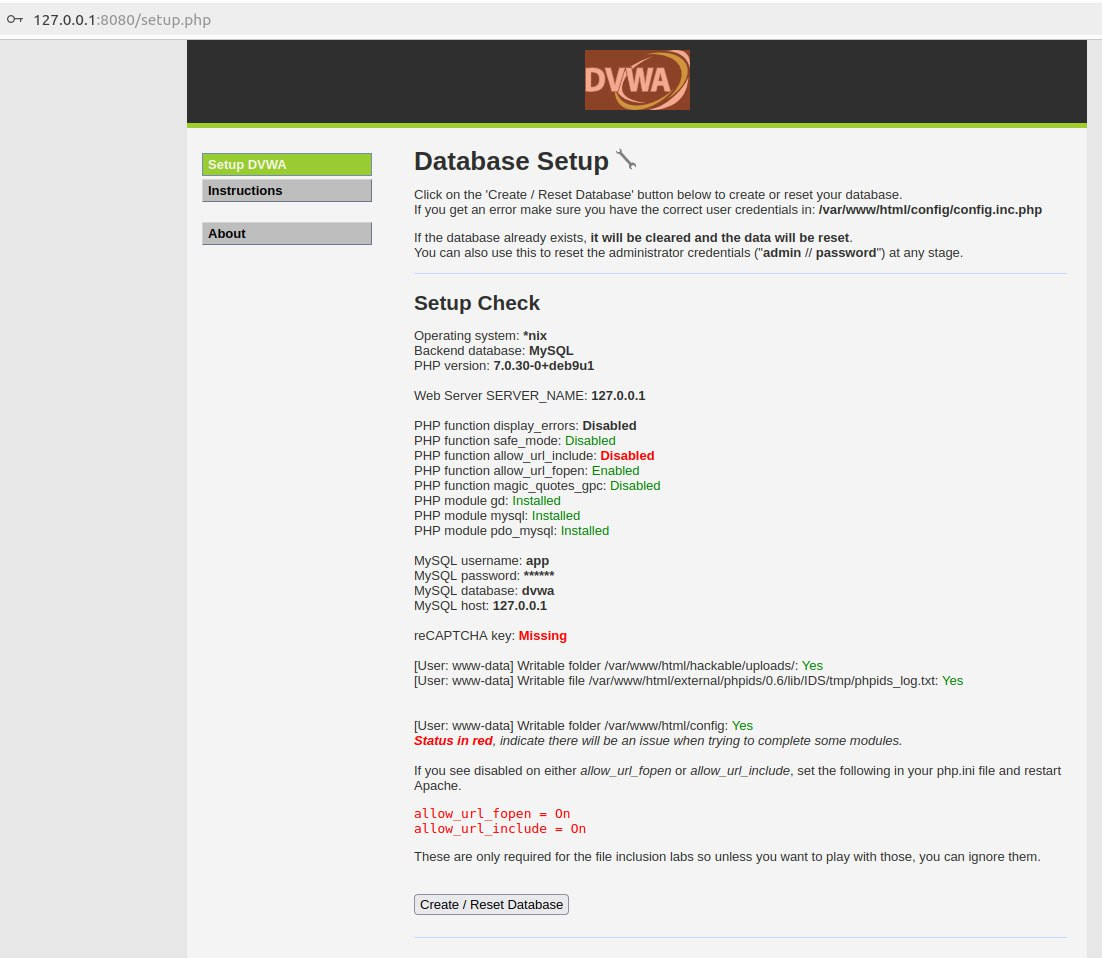 127.0.0.1:8080/setup.php
DVWA
Setup DVWA
Instructions
About
Database Setup
Click on the 'Create / Reset Database' button below to create or reset your database.
If you get an error make sure you have the correct user credentials in: /var/www/html/config/config.inc.php
If the database already exists, it will be cleared and the data will be reset.
You can also use this to reset the administrator credentials ("admin // password") at any stage.
Setup Check
Operating system: *nix
Backend database: MySQL
PHP version: 7.0.30-0+deb9u1
Web Server SERVER_NAME: 127.0.0.1
PHP function display_errors: Disabled
PHP function safe_mode: Disabled
PHP function allow_url_include: Disabled
PHP function allow_url_fopen: Enabled
PHP function magic_quotes_gpc: Disabled
PHP module gd: Installed
PHP module mysql: Installed
PHP module pdo_mysql: Installed
MySQL username: app
MySQL password: ******
MySQL database: dvwa
MySQL host: 127.0.0.1
reCAPTCHA key: Missing
[User: www-data] Writable folder /var/www/html/hackable/uploads/: Yes
[User: www-data] Writable file /var/www/html/external/phpids/0.6/lib/IDS/tmp/phpids_log.txt: Yes
[User: www-data] Writable folder /var/www/html/config: Yes
Status in red, indicate there will be an issue when trying to complete some modules.
If you see disabled on either allow_url_fopen or allow_url_include, set the following in your php.ini file and restart
Apache.
allow_url_fopen = On
allow_url_include = On
These are only required for the file inclusion labs so unless you want to play with those, you can ignore them.
Create / Reset Database